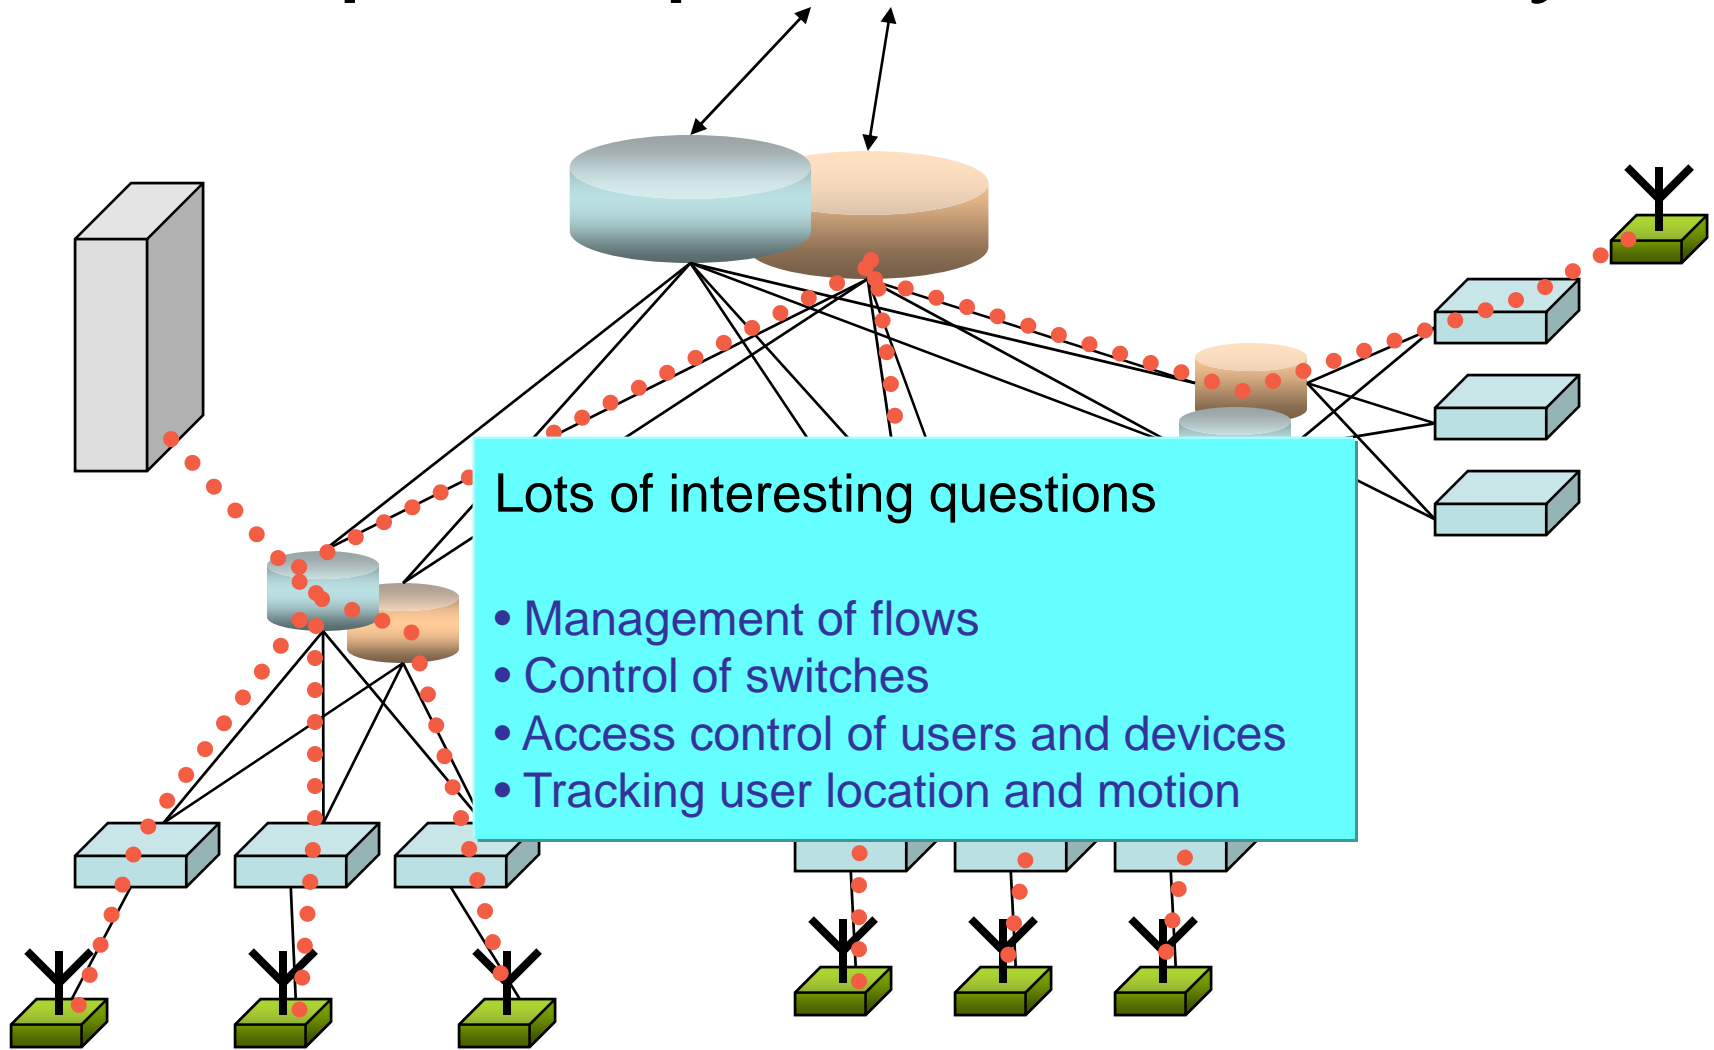 Lots of interesting questions
• Management of flows
• Control of switches
• Access control of users and devices
• Tracking user location and motion